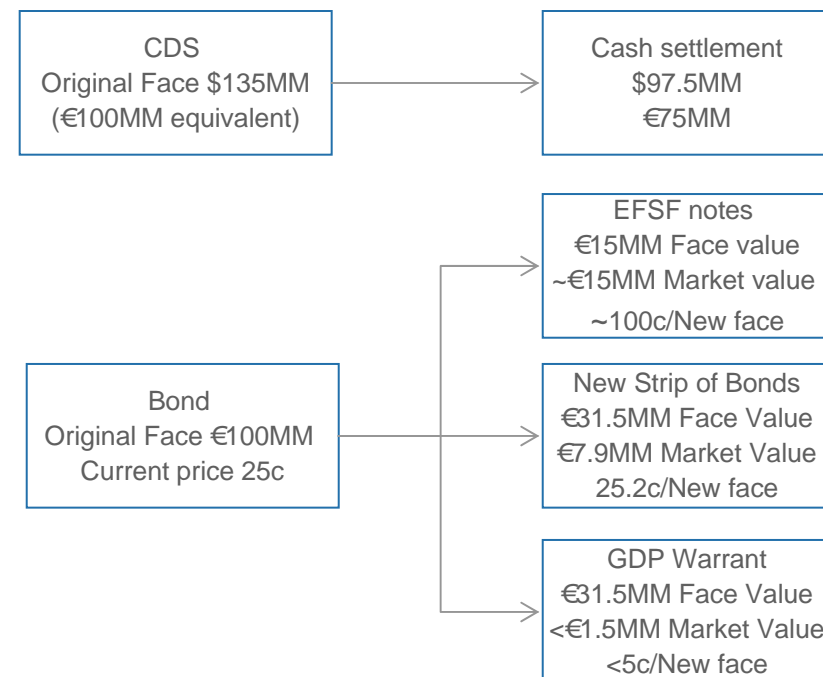 CDS
Original Face $135MM
(€100MM equivalent)
Cash settlement
$97.5MM
€75MM
EFSF notes
€15MM Face value
~€15MM Market value
~100c/New face
Bond
Original Face €100MM
Current price 25c
New Strip of Bonds
€31.5MM Face Value
€7.9MM Market Value
25.2c/New face
GDP Warrant
€31.5MM Face Value
<€1.5MM Market Value
<5c/New face